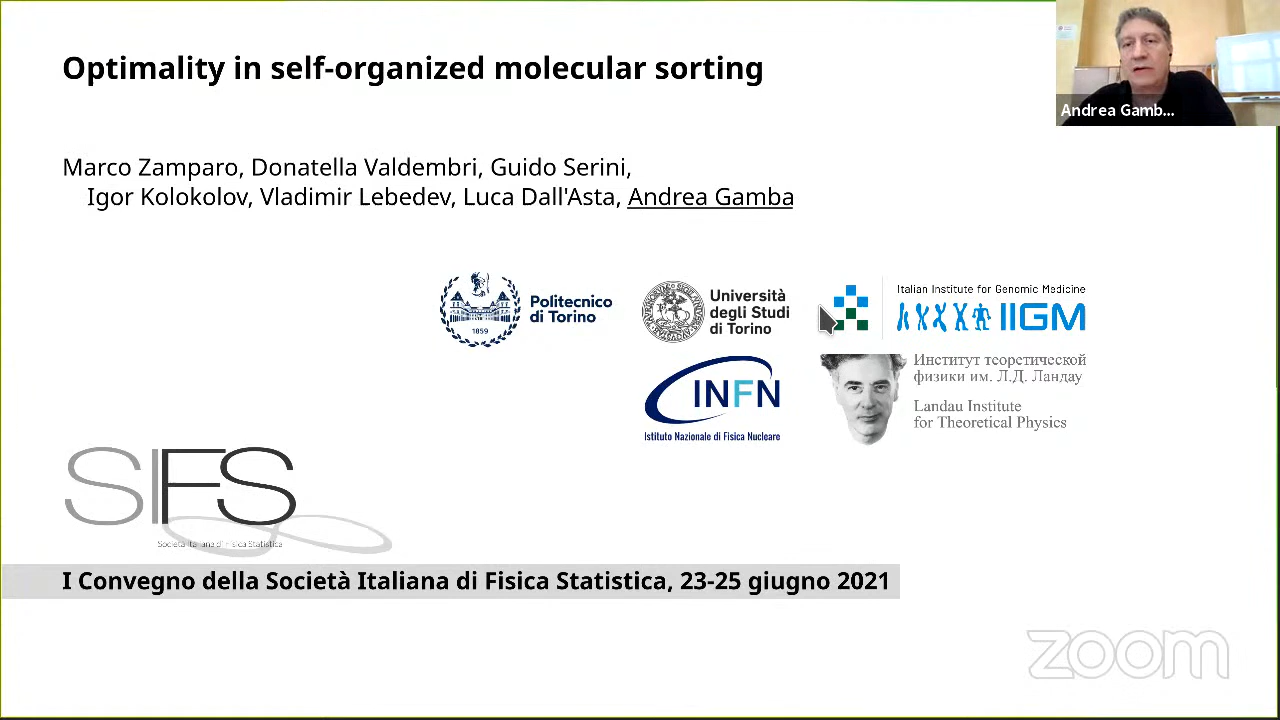 Optimality in self-organized molecular sorting
Andrea Gamb...
Marco Zamparo, Donatella Valdembri, Guido Serini,
Igor Kolokolov, Vladimir Lebedev, Luca Dall'Asta, Andrea Gamba
1859
Politecnico
di Torino
Università
degli Studi
di Torino
Italian Institute for Genomic Medicine
IIGM
INFN
Istituto Nazionale di Fisica Nucleare
Институт теоретической
физики им. Л.Д. Ландау
Landau Institute
for Theoretical Physics
SIFS
Società Italiana di Fisica Statistica
I Convegno della Società Italiana di Fisica Statistica, 23-25 giugno 2021
zoom